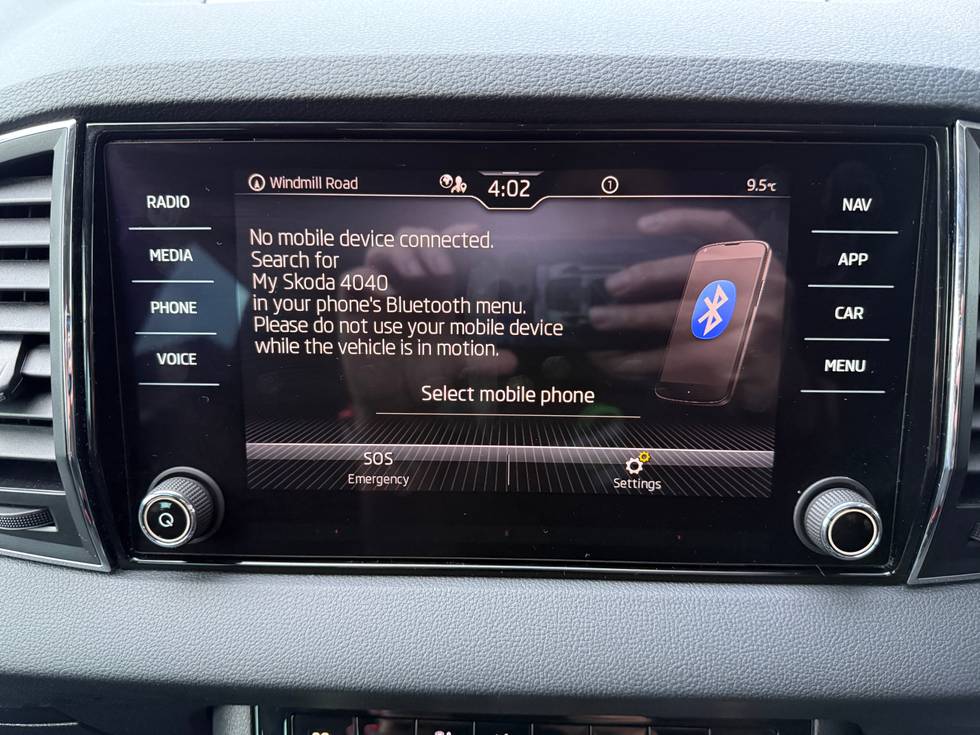 Windmill Road
4:02
1
9.5°C
RADIO
MEDIA
PHONE
VOICE
No mobile device connected.
Search for
My Skoda 4040
in your phone's Bluetooth menu.
Please do not use your mobile device
while the vehicle is in motion.
Select mobile phone
SOS
Emergency
Settings
NAV
APP
CAR
MENU